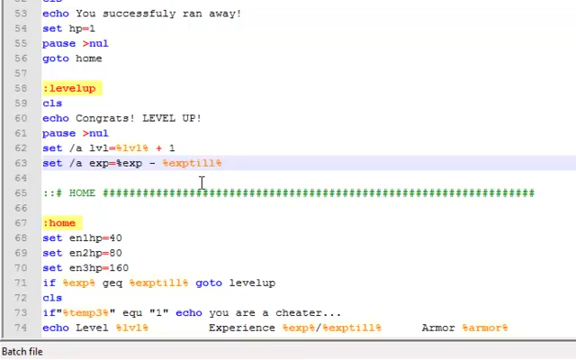 53 echo You successfuly ran away!
54 set hp=1
55 pause >nul
56 goto home
57
58 :levelup
59 cls
60 echo Congrats! LEVEL UP!
61 pause >nul
62 set /a lvl=%lvl% + 1
63 set /a exp=%exp - %exptill%
64
65 ::# HOME ##################################################################
66
67 :home
68 set en1hp=40
69 set en2hp=80
70 set en3hp=160
71 if %exp% geq %exptill% goto levelup
72 cls
73 if"%temp3%" equ "1" echo you are a cheater...
74 echo Level %lvl% Experience %exp%/%exptill% Armor %armor%
Batch file